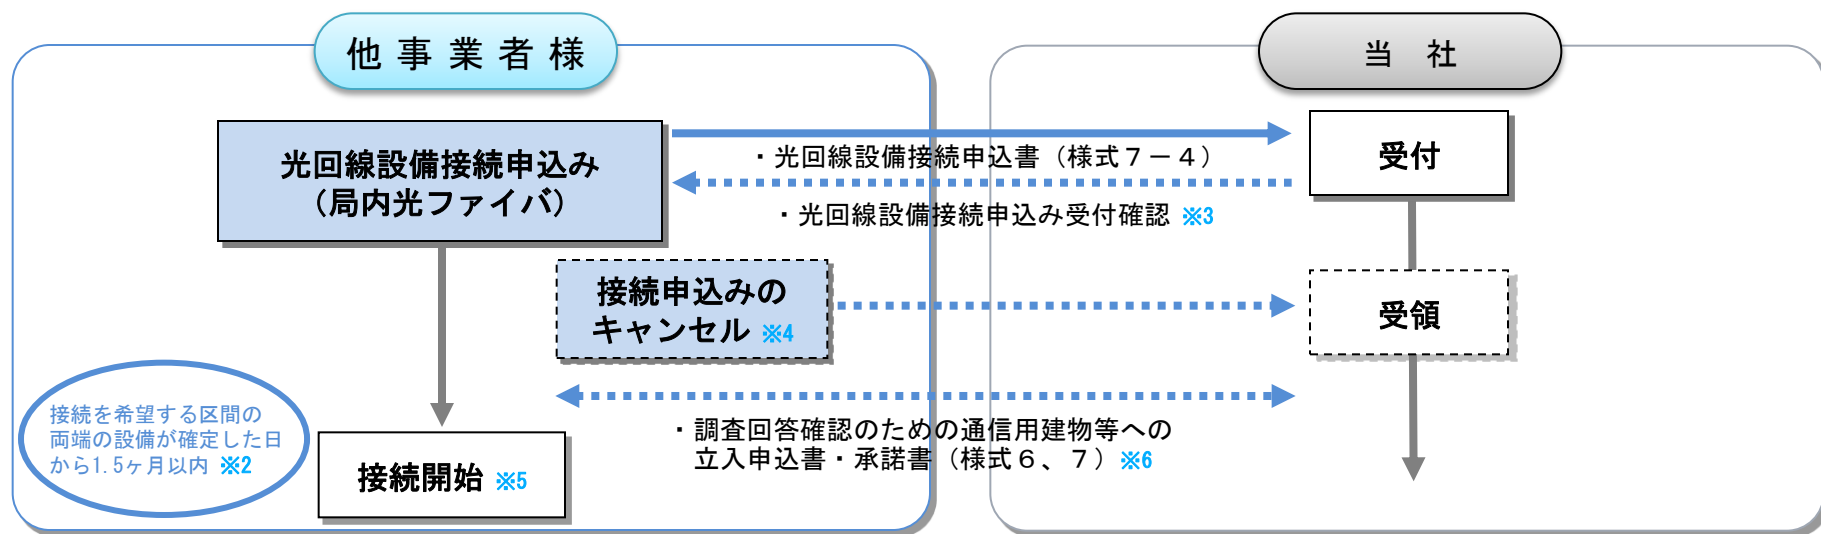 他事業者様
当 社
光回線設備接続申込み
（局内光ファイバ）
・光回線設備接続申込書（様式７－４）
受付
・光回線設備接続申込み受付確認 ※3
接続申込みの
キャンセル ※4
受領
接続を希望する区間の
両端の設備が確定した日
から1.5ヶ月以内 ※2
・調査回答確認のための通信用建物等への
立入申込書・承諾書（様式６、７）※6
接続開始 ※5